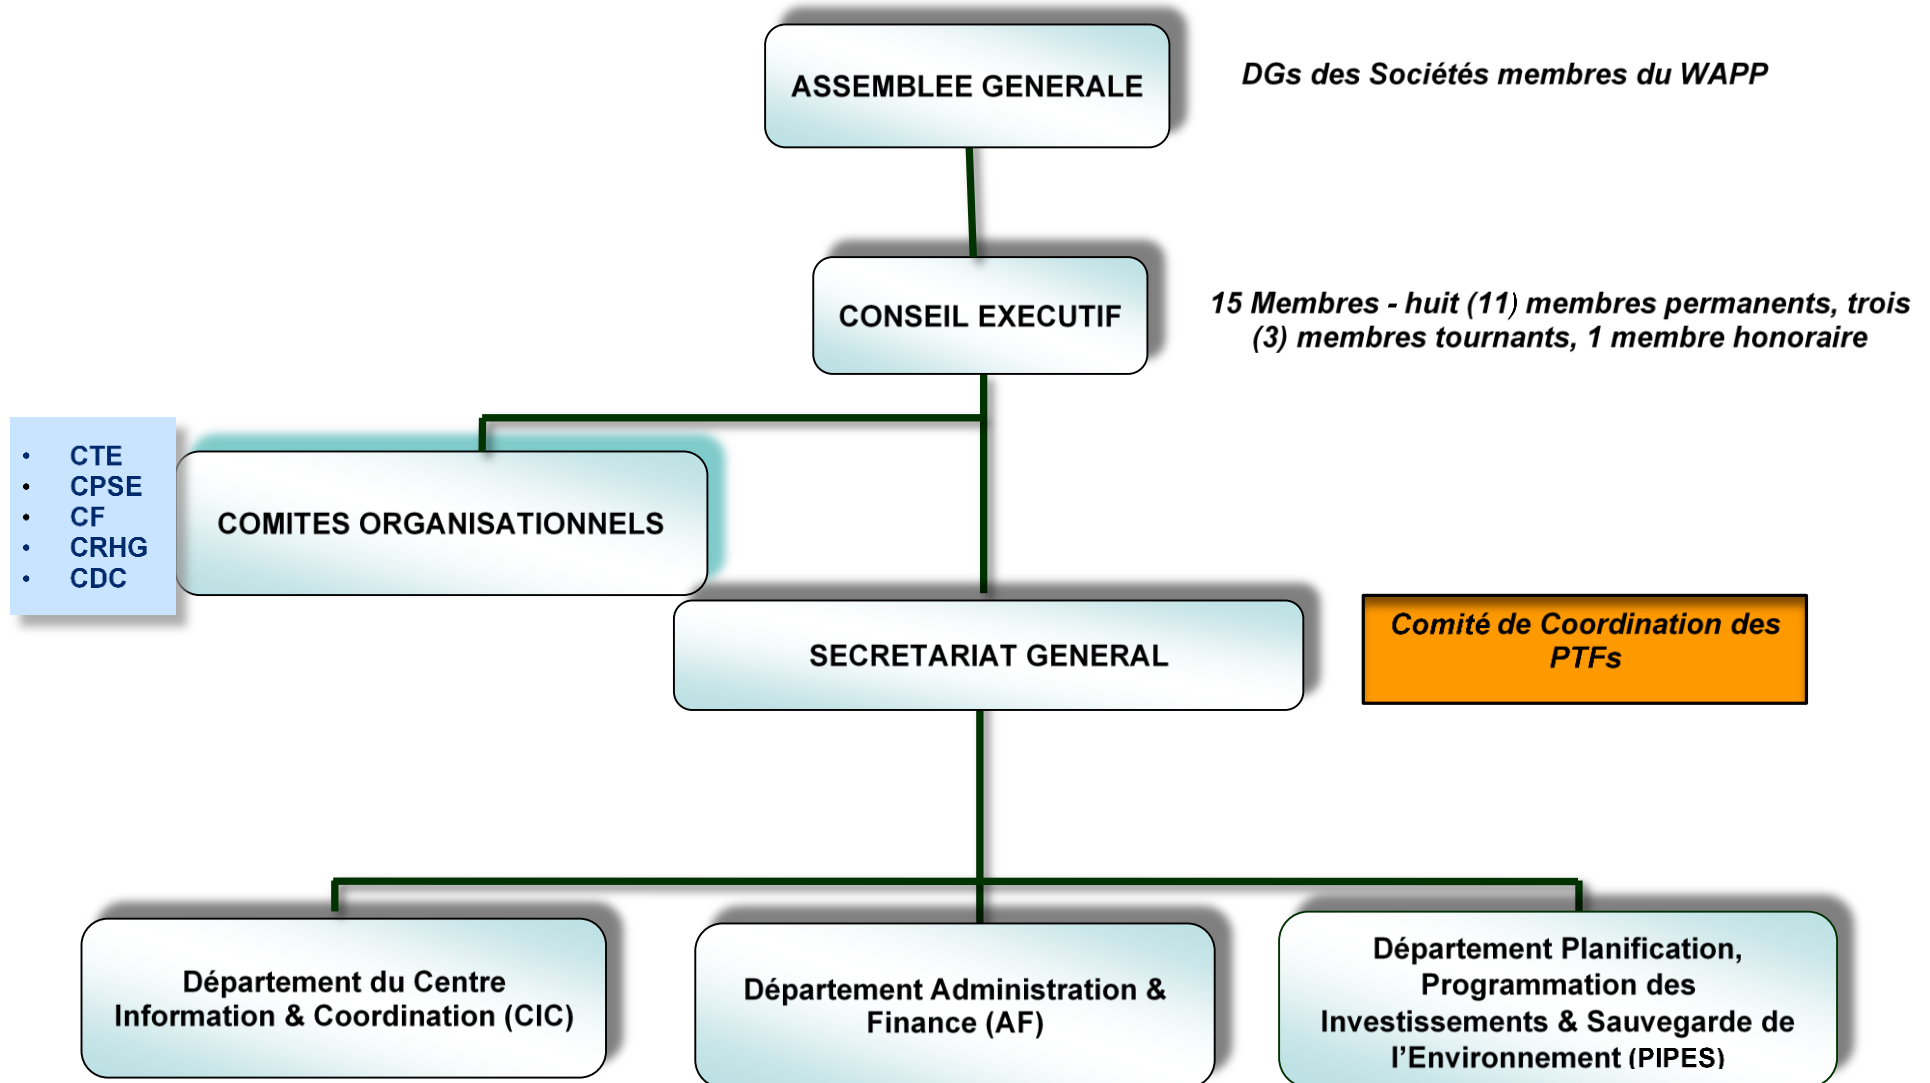 ASSEMBLEE GENERALE
DGs des Sociétés membres du WAPP
CONSEIL EXECUTIF
15 Membres - huit (11) membres permanents, trois
(3) membres tournants, 1 membre honoraire
• CTE
• CPSE
• CF
• CRHG
• CDC
COMITES ORGANISATIONNELS
SECRETARIAT GENERAL
Comité de Coordination des
PTFs
Département du Centre
Information & Coordination (CIC)
Département Administration &
Finance (AF)
Département Planification,
Programmation des
Investissements & Sauvegarde de
l’Environnement (PIPES)